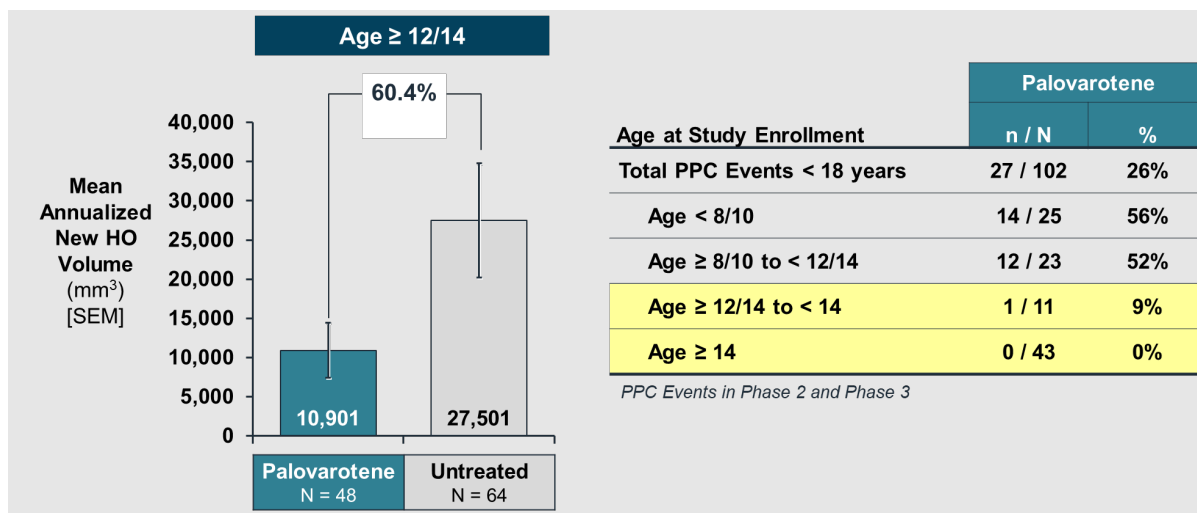 Age ≥ 12/14
60.4%
Mean
Annualized
New HO
Volume
(mm³)
[SEM]
40,000
35,000
30,000
25,000
20,000
15,000
10,000
5,000
0
10,901
27,501
Palovarotene
N = 48
Untreated
N = 64
Palovarotene
Age at Study Enrollment n / N %
Total PPC Events < 18 years 27 / 102 26%
Age < 8/10 14 / 25 56%
Age ≥ 8/10 to < 12/14 12 / 23 52%
Age ≥ 12/14 to < 14 1 / 11 9%
Age ≥ 14 0 / 43 0%
PPC Events in Phase 2 and Phase 3